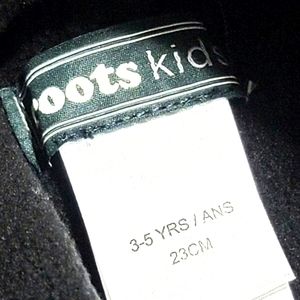 roots kids
3-5 YRS / ANS
23CM